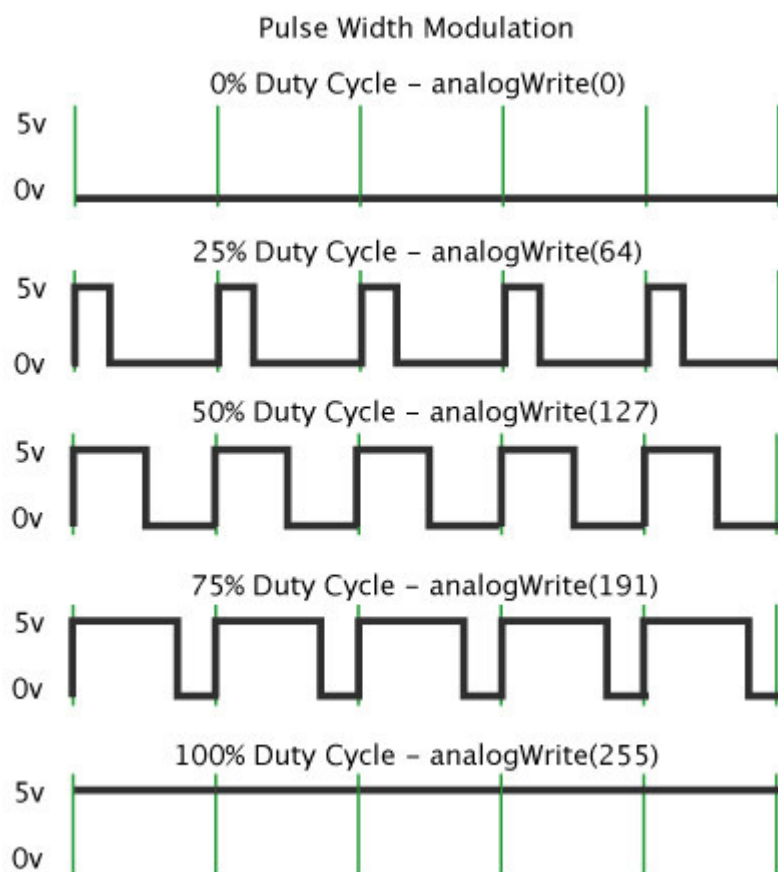 Pulse Width Modulation
0% Duty Cycle – analogWrite(0)
5v
0v
25% Duty Cycle – analogWrite(64)
5v
0v
50% Duty Cycle – analogWrite(127)
5v
0v
75% Duty Cycle – analogWrite(191)
5v
0v
100% Duty Cycle – analogWrite(255)
5v
0v